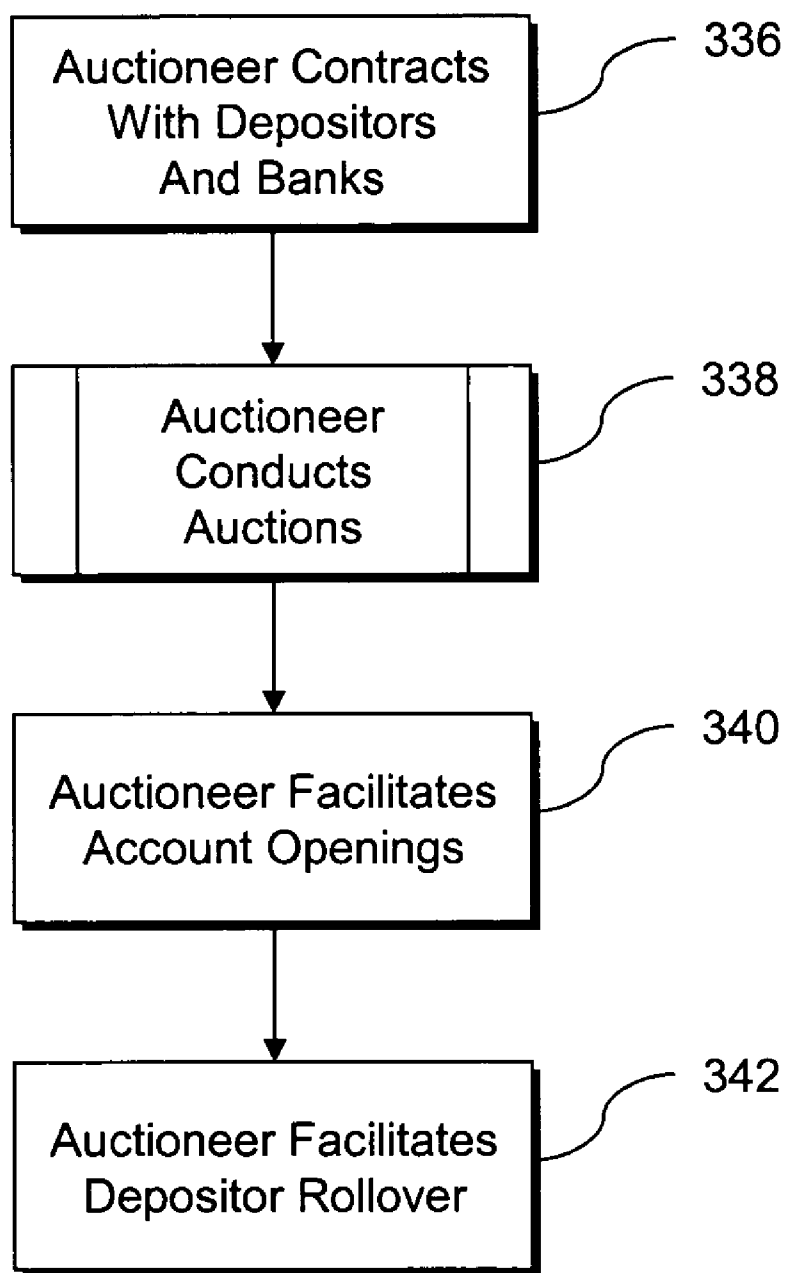 Auctioneer Contracts
With Depositors
And Banks
336
Auctioneer
Conducts
Auctions
338
Auctioneer Facilitates
Account Openings
340
Auctioneer Facilitates
Depositor Rollover
342